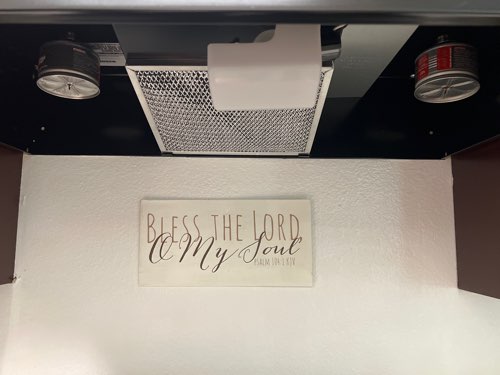 BLESS THE LORD
O My Soul
PSALM 104:1 KJV